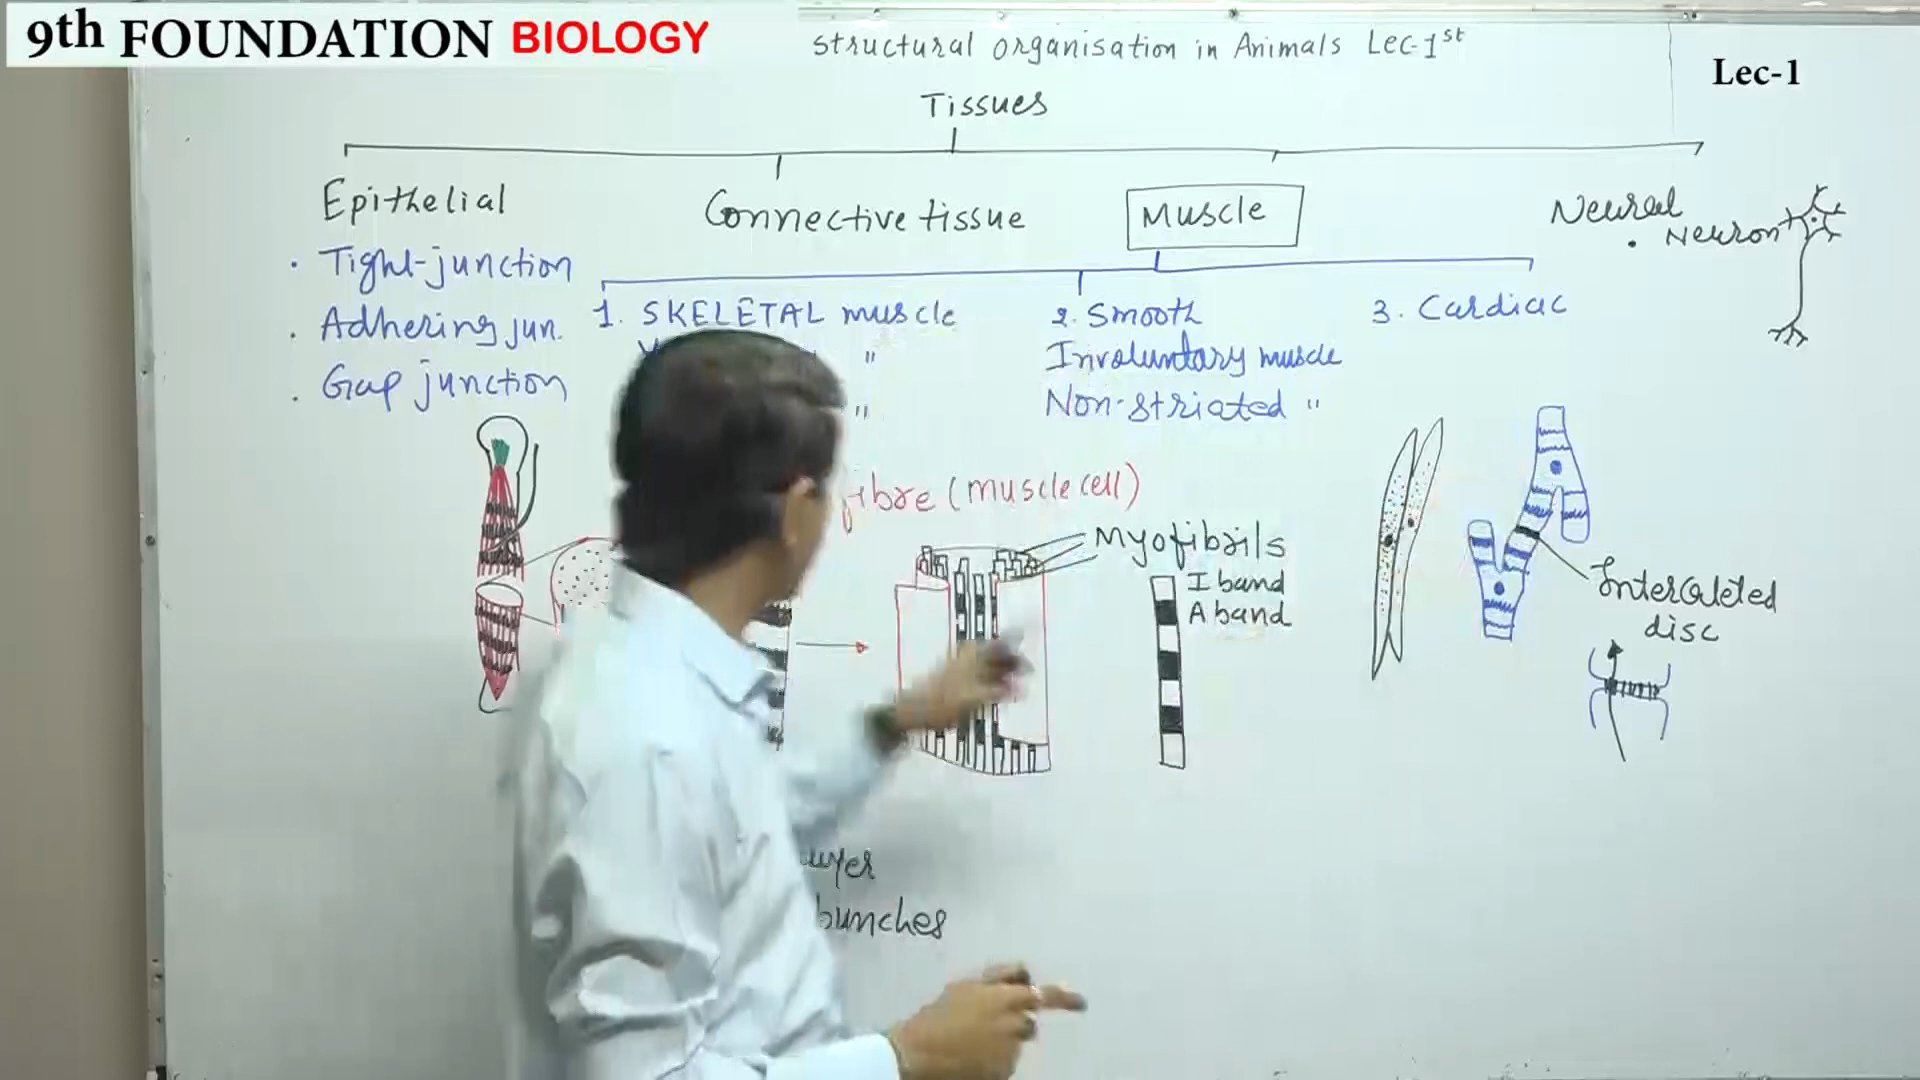 9th FOUNDATION BIOLOGY
Structural Organisation in Animals Lec-1st
Lec-1
Tissues
Epithelial
Connective tissue
Muscle
Neural
• Neuron
• Tight-junction
• Adhering jun.
• Gap junction
1. SKELETAL muscle
"
"
2. Smooth
Involuntary muscle
Non-striated "
3. Cardiac
fibre (muscle cell)
Myofibrils
I band
A band
disc
bunches